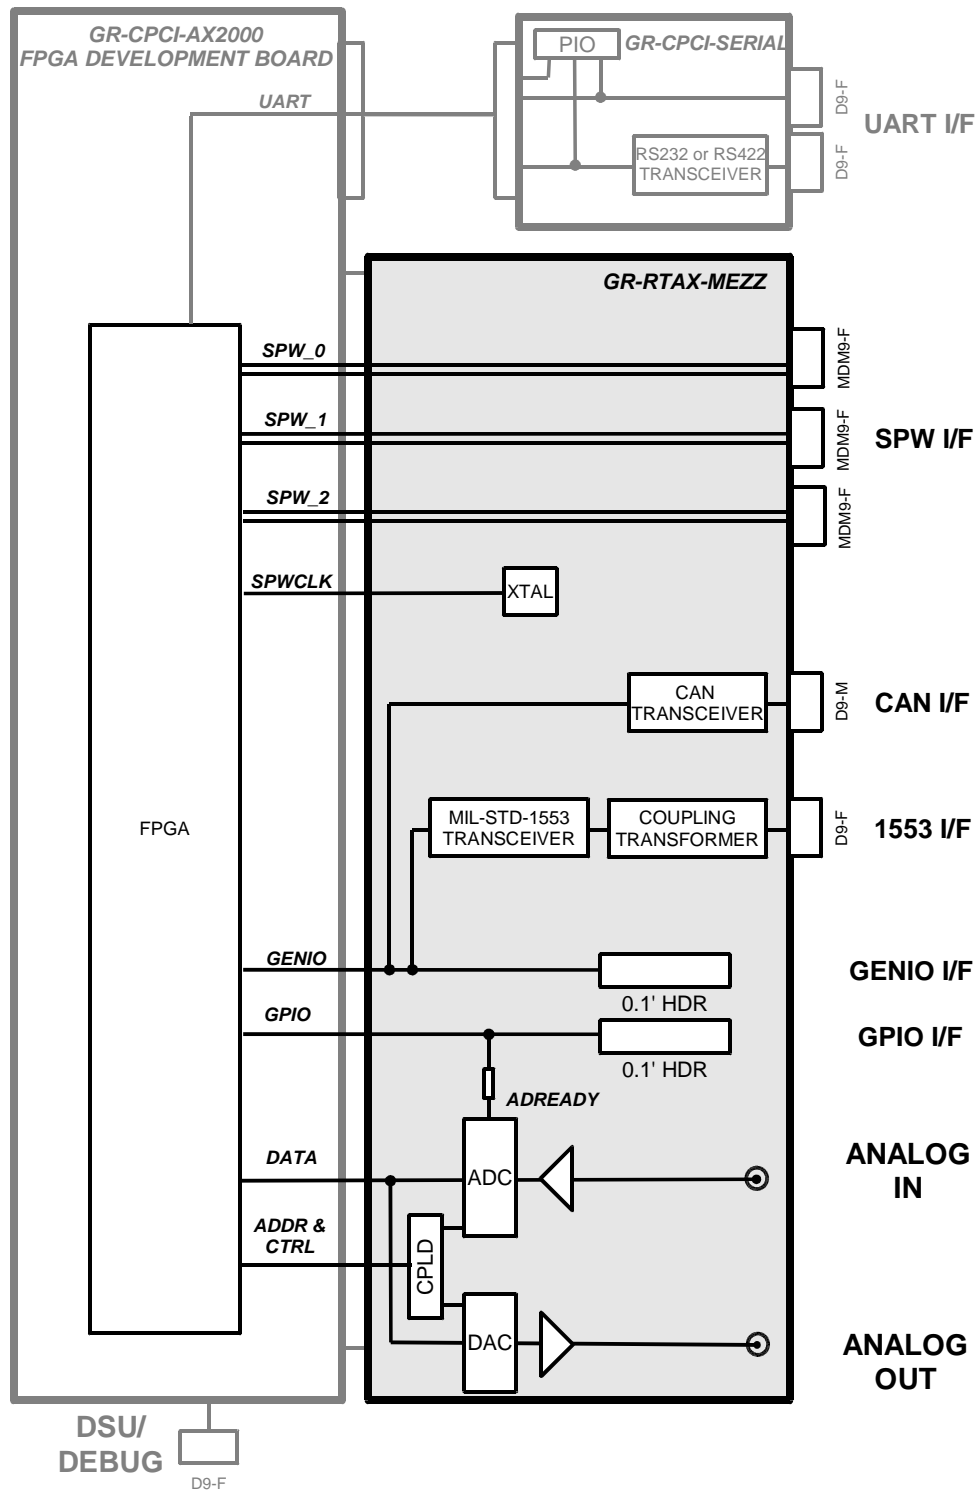 GR-CPCI-AX2000
FPGA DEVELOPMENT BOARD
UART
PIO
GR-CPCI-SERIAL
D9-F
UART I/F
RS232 or RS422
TRANSCEIVER
D9-F
GR-RTAX-MEZZ
SPW_0
MDM9-F
SPW_1
MDM9-F
SPW I/F
SPW_2
MDM9-F
SPWCLK
XTAL
CAN
TRANSCEIVER
D9-M
CAN I/F
FPGA
MIL-STD-1553
TRANSCEIVER
COUPLING
TRANSFORMER
D9-F
1553 I/F
GENIO
0.1' HDR
GENIO I/F
GPIO
0.1' HDR
GPIO I/F
ADREADY
DATA
ADC
ANALOG
IN
ADDR &
CTRL
CPLD
DAC
ANALOG
OUT
DSU/
DEBUG
D9-F